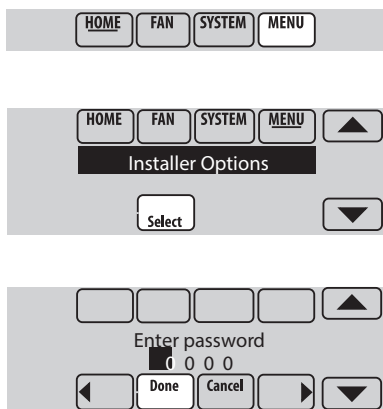 HOME FAN SYSTEM MENU
HOME FAN SYSTEM MENU
Installer Options
Select
Enter password
0 0 0 0
Done Cancel